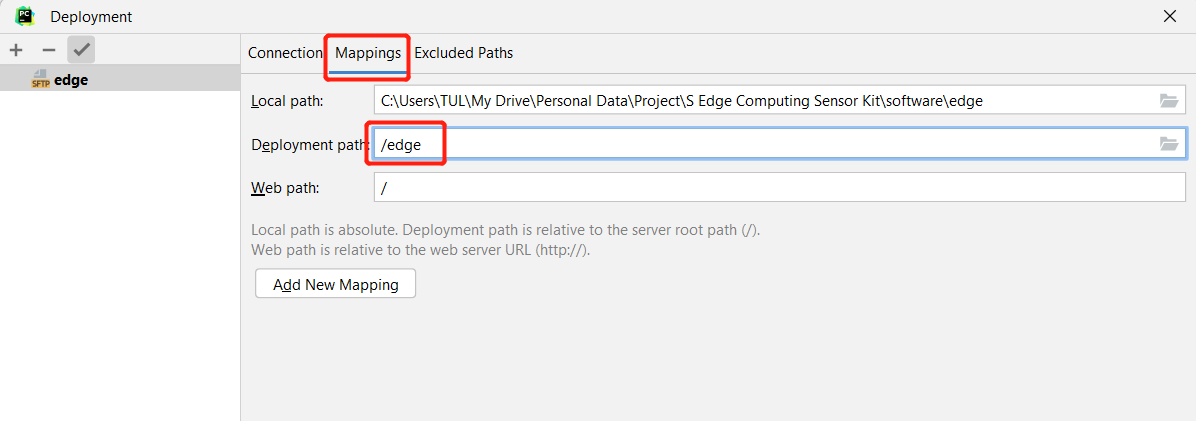 PC
Deployment
Connection
Mappings
Excluded Paths
SFTP
edge
Local path:
C:\Users\TUL\My Drive\Personal Data\Project\S Edge Computing Sensor Kit\software\edge
Deployment path:
/edge
Web path:
/
Local path is absolute. Deployment path is relative to the server root path (/).
Web path is relative to the web server URL (http://).
Add New Mapping